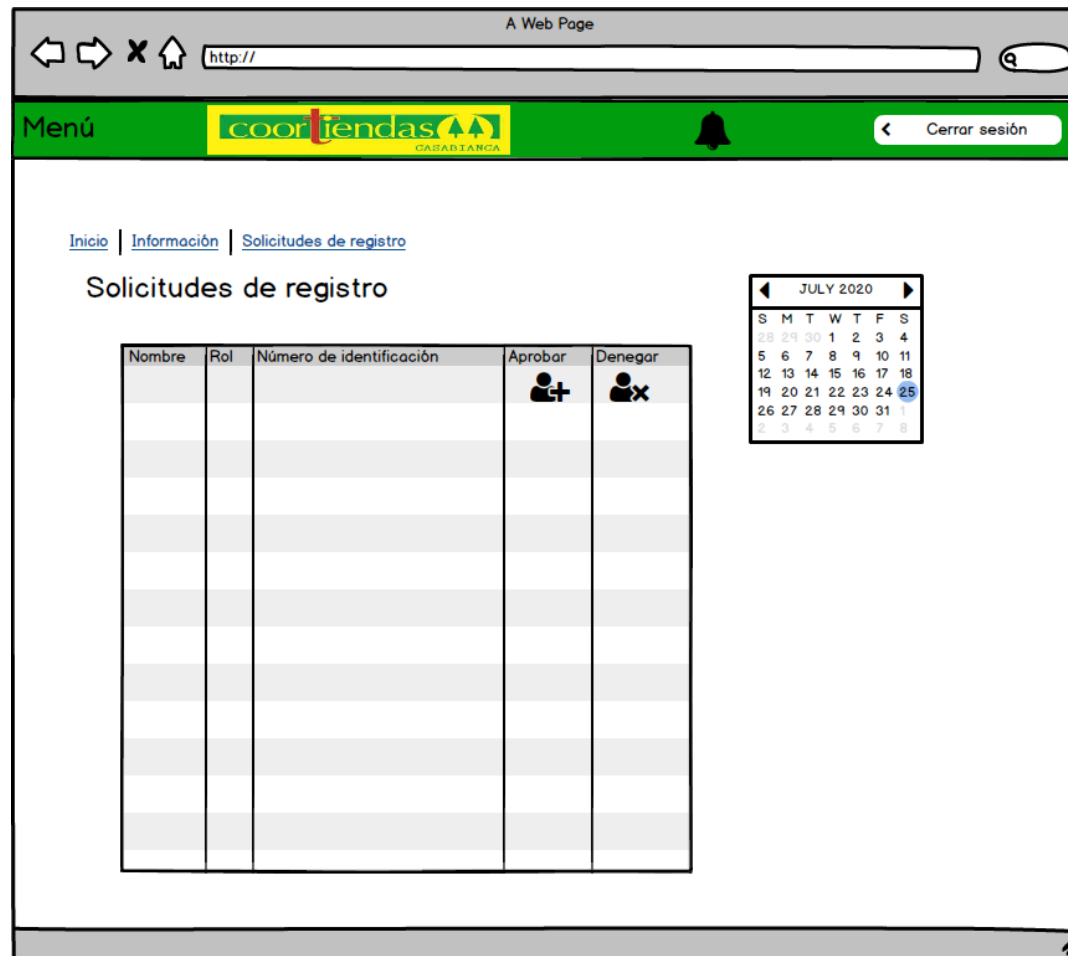 A Web Page
http://
Menú
coortiendas
CASABIANCA
Cerrar sesión
Inicio Información Solicitudes de registro
Solicitudes de registro
JULY 2020
S M T W T F S
28 29 30 1 2 3 4
5 6 7 8 9 10 11
12 13 14 15 16 17 18
19 20 21 22 23 24 25
26 27 28 29 30 31 1
2 3 4 5 6 7 8
Nombre Rol Número de identificación Aprobar Denegar